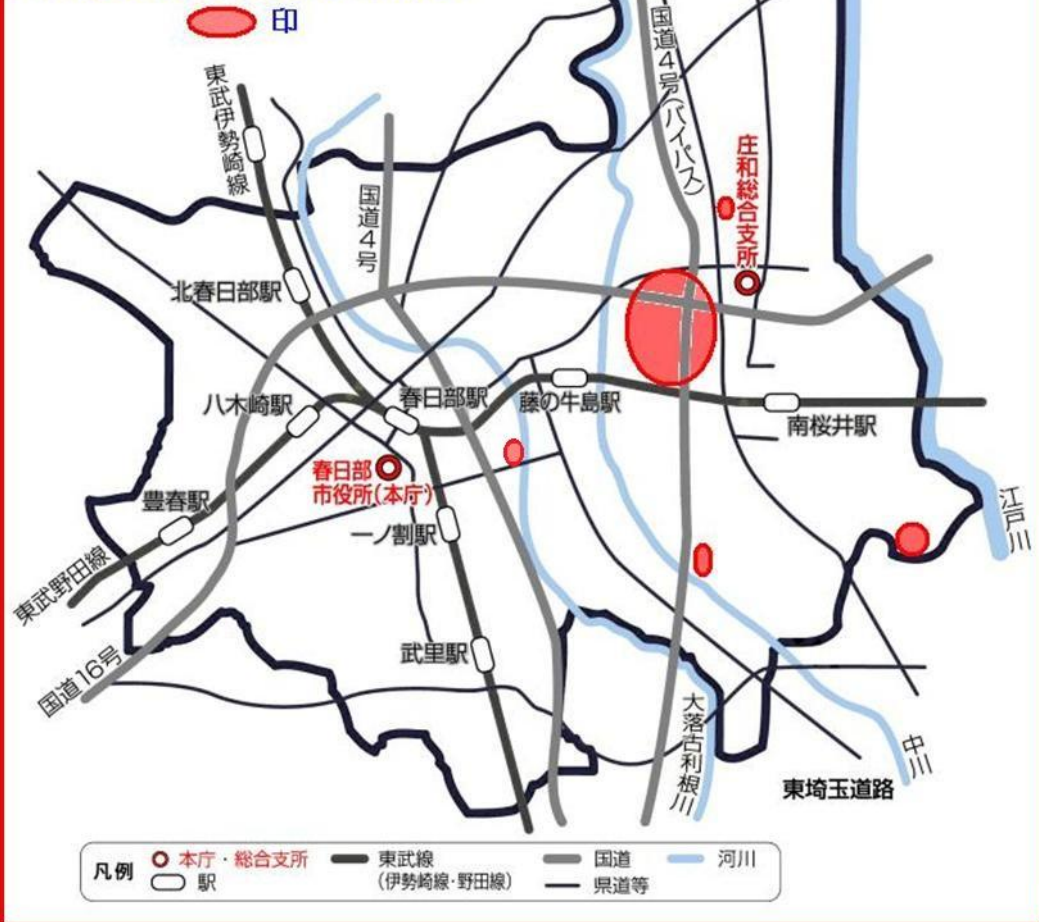 印
東武伊勢崎線
国道4号(バイパス)
庄和総合支所
国道4号
北春日部駅
八木崎駅
春日部駅
藤の牛島駅
南桜井駅
春日部
市役所(本庁)
豊春駅
一ノ割駅
江戸川
東武野田線
武里駅
国道16号
大落古利根川
中川
東埼玉道路
凡例
本庁・総合支所
駅
東武線
(伊勢崎線・野田線)
国道
県道等
河川